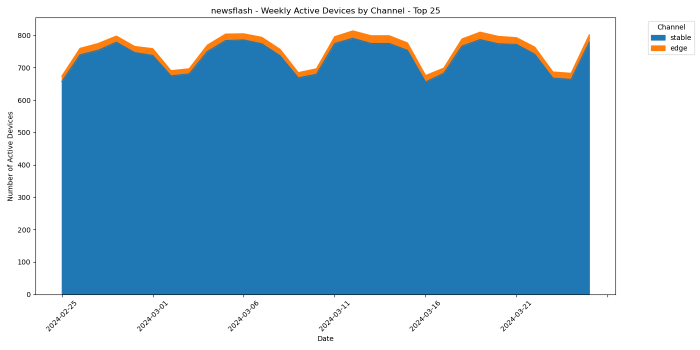 newsflash - Weekly Active Devices by Channel - Top 25
Channel
stable
edge
Number of Active Devices
800
700
600
500
400
300
200
100
0
2024-02-25
2024-03-01
2024-03-06
2024-03-11
2024-03-16
2024-03-21
Date